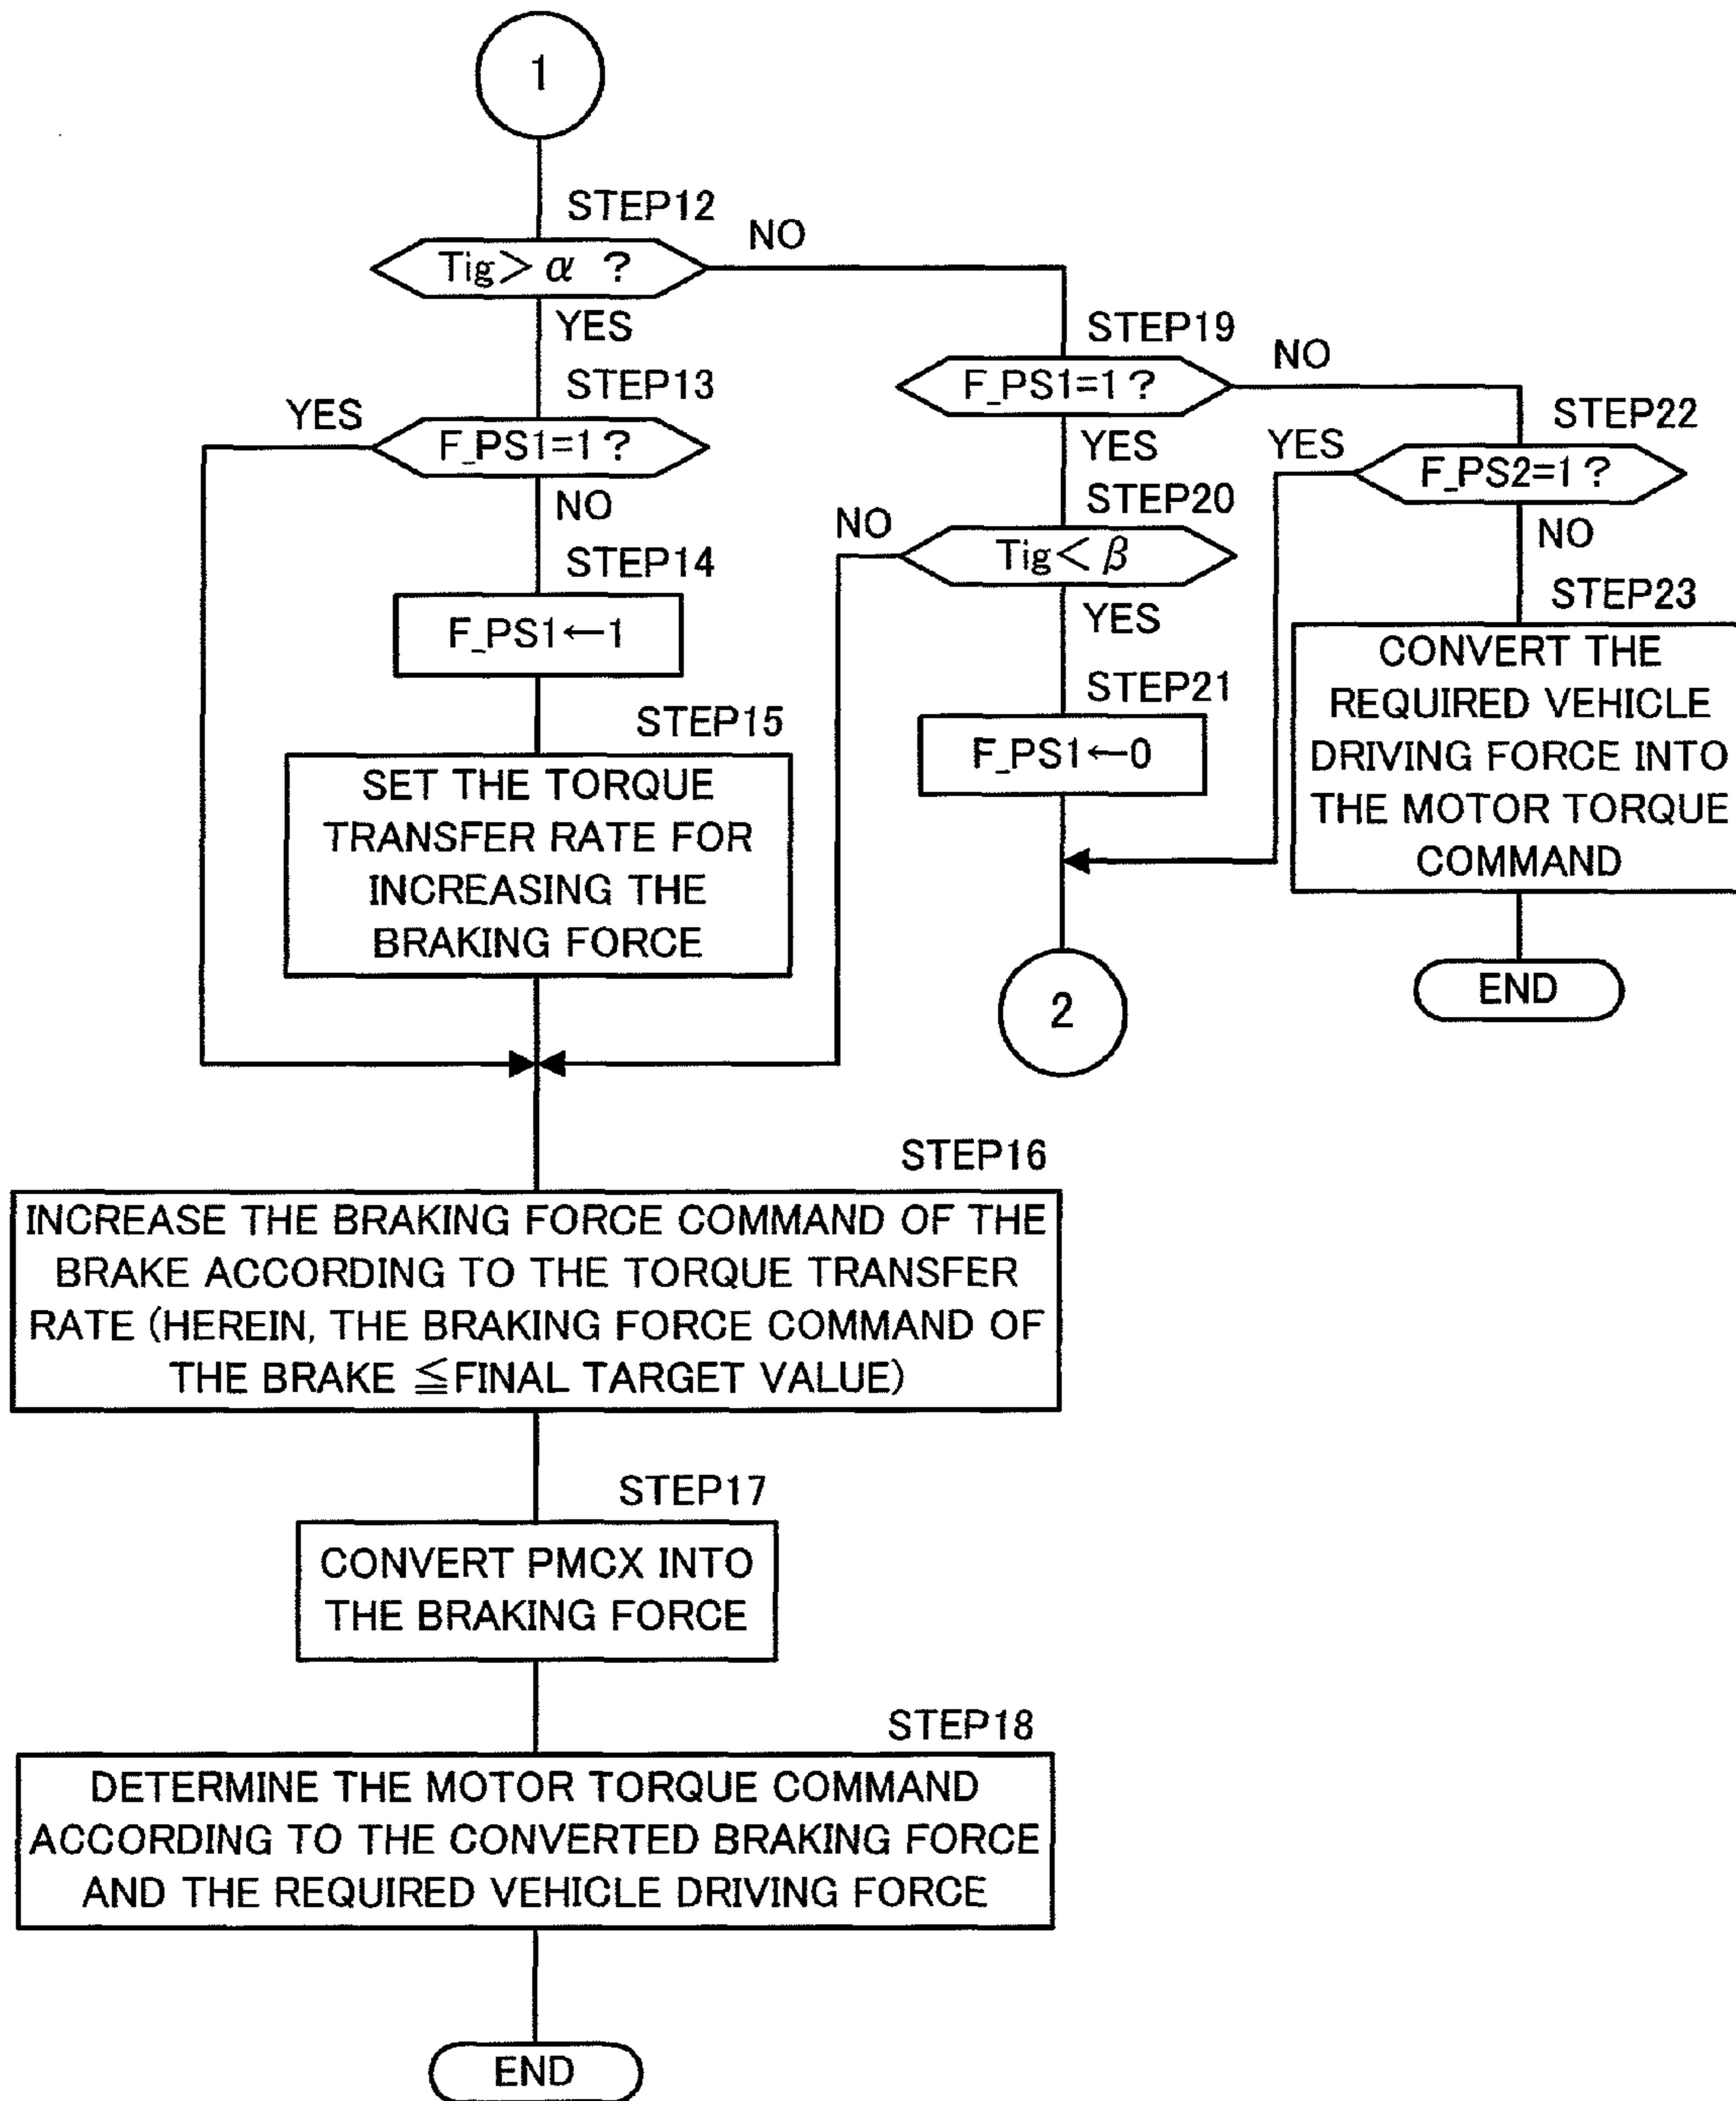 1
STEP12
Tig＞α ?
NO
YES
STEP13
YES
F_PS1=1?
NO
STEP14
F_PS1←1
STEP15
SET THE TORQUE
TRANSFER RATE FOR
INCREASING THE
BRAKING FORCE
STEP19
F_PS1=1?
NO
YES
STEP20
NO
Tig＜β
YES
STEP21
F_PS1←0
2
STEP22
YES
F_PS2=1?
NO
STEP23
CONVERT THE
REQUIRED VEHICLE
DRIVING FORCE INTO
THE MOTOR TORQUE
COMMAND
END
STEP16
INCREASE THE BRAKING FORCE COMMAND OF THE
BRAKE ACCORDING TO THE TORQUE TRANSFER
RATE (HEREIN, THE BRAKING FORCE COMMAND OF
THE BRAKE ≦FINAL TARGET VALUE)
STEP17
CONVERT PMCX INTO
THE BRAKING FORCE
STEP18
DETERMINE THE MOTOR TORQUE COMMAND
ACCORDING TO THE CONVERTED BRAKING FORCE
AND THE REQUIRED VEHICLE DRIVING FORCE
END